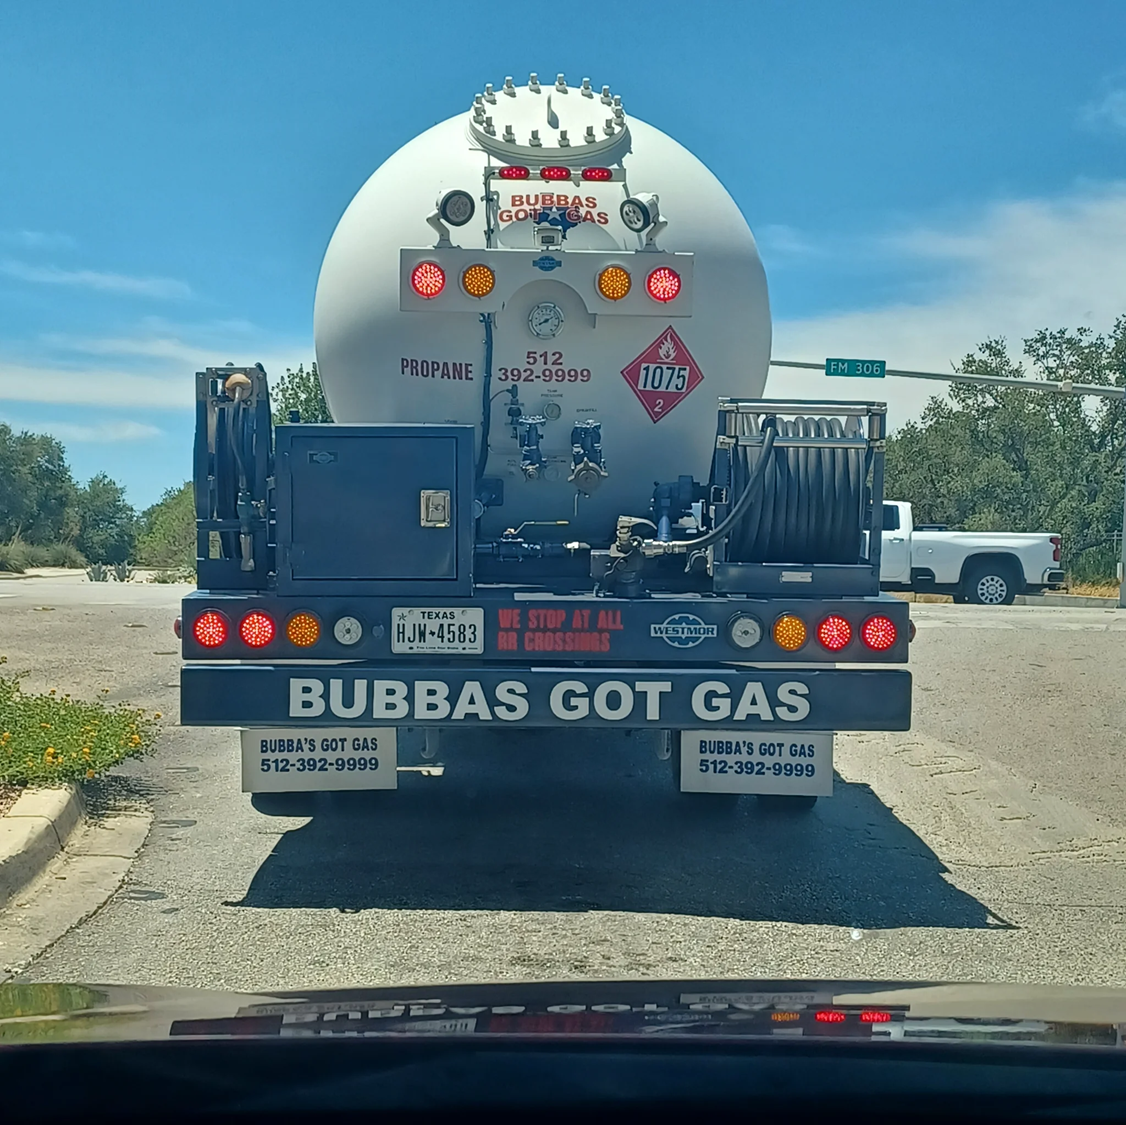 BUBBAS
GOT GAS
PROPANE
512
392-9999
1075
2
FM 306
TEXAS
HJW 4583
WE STOP AT ALL
RR CROSSINGS
WESTMOR
BUBBAS GOT GAS
BUBBA'S GOT GAS
512-392-9999
BUBBA'S GOT GAS
512-392-9999